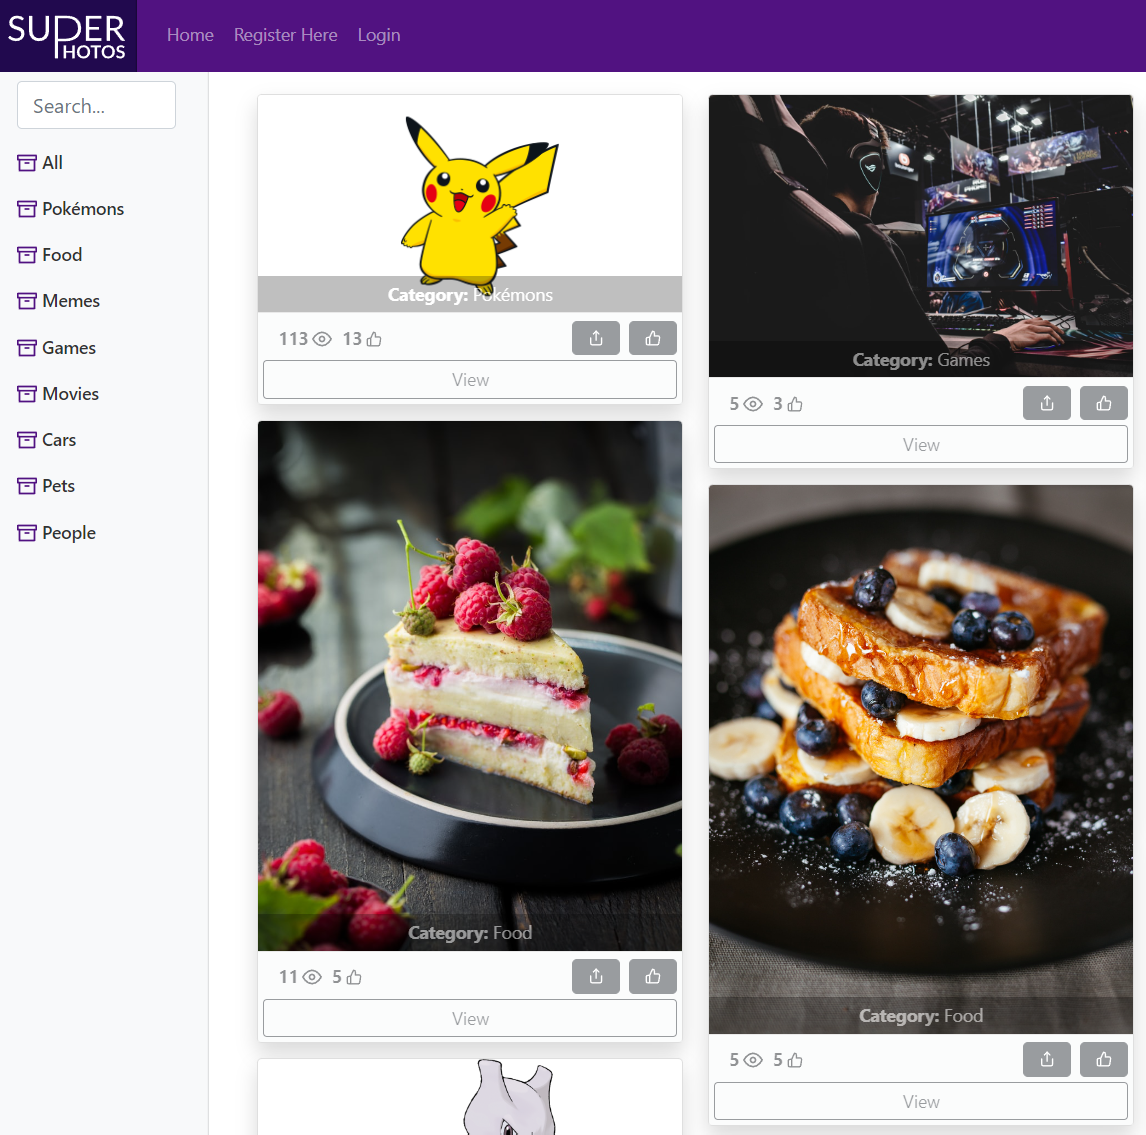 SUPER
PHOTOS
Home Register Here Login
Search...
All
Pokémons
Food
Memes
Games
Movies
Cars
Pets
People
Category: Pokémons
113 13
View
Category: Games
5 3
View
Category: Food
11 5
View
Category: Food
5 5
View